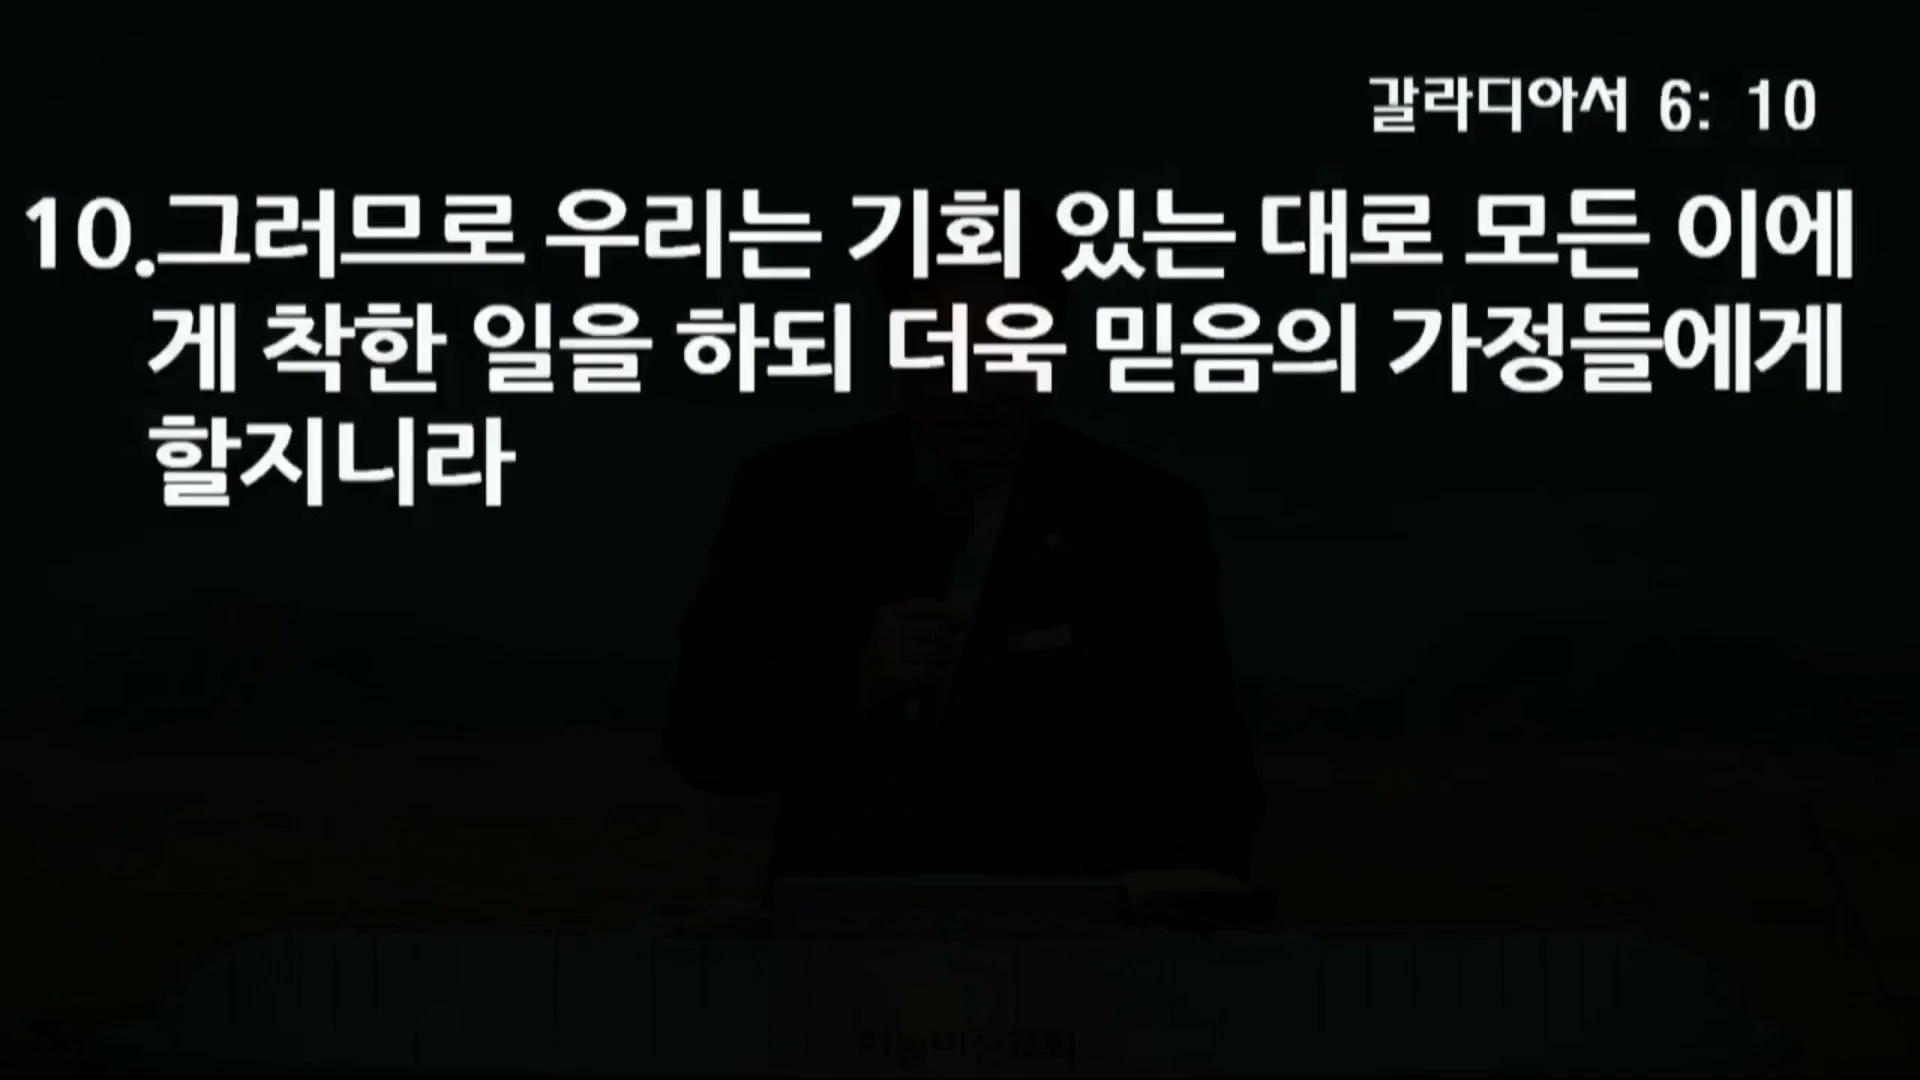 갈라디아서 6: 10
10.그러므로 우리는 기회 있는 대로 모든 이에
게 착한 일을 하되 더욱 믿음의 가정들에게
할지니라